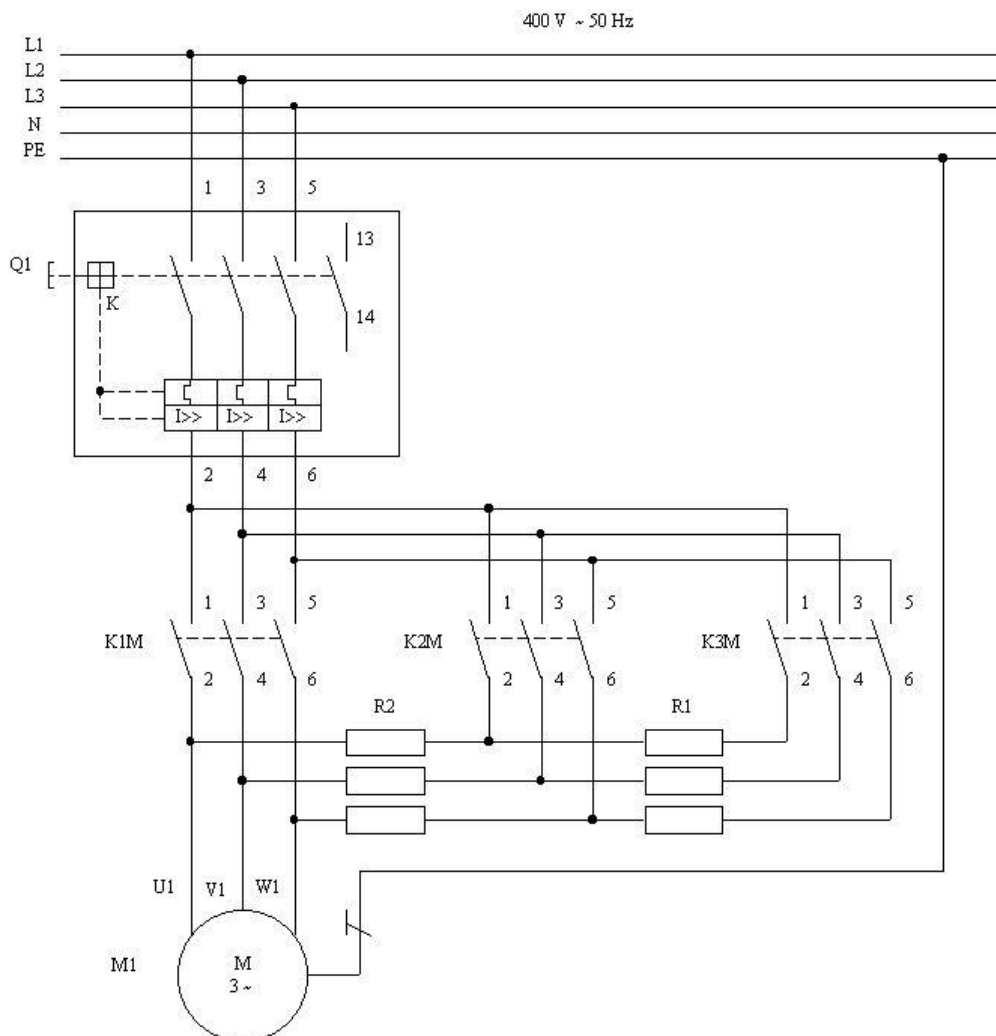 400 V ~ 50 Hz
L1
L2
L3
N
PE
1 3 5
13
Q1
K
14
I>> I>> I>>
2 4 6
1 3 5 1 3 5 1 3 5
K1M K2M K3M
2 4 6 2 4 6 2 4 6
R2 R1
U1 V1 W1
M1 M
3 ~